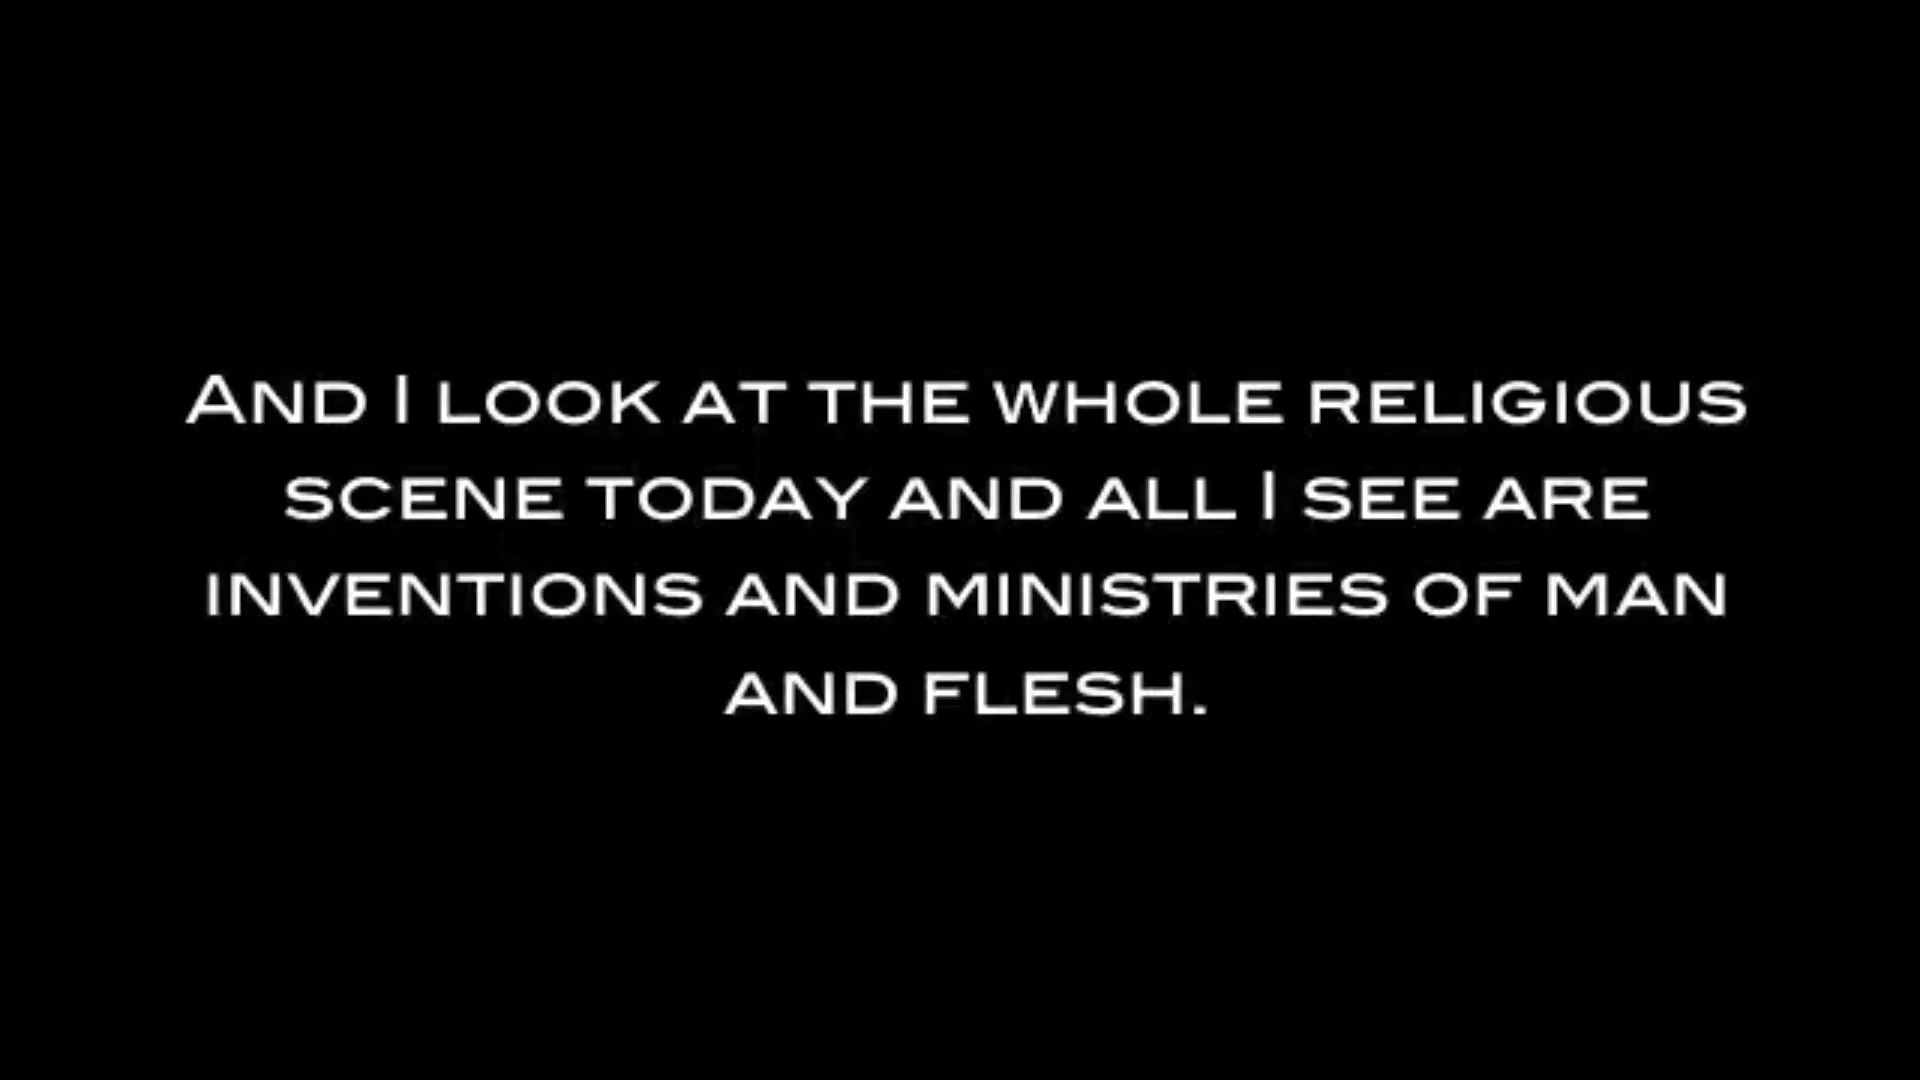 And I look at the whole religious
scene today and all I see are
inventions and ministries of man
and flesh.